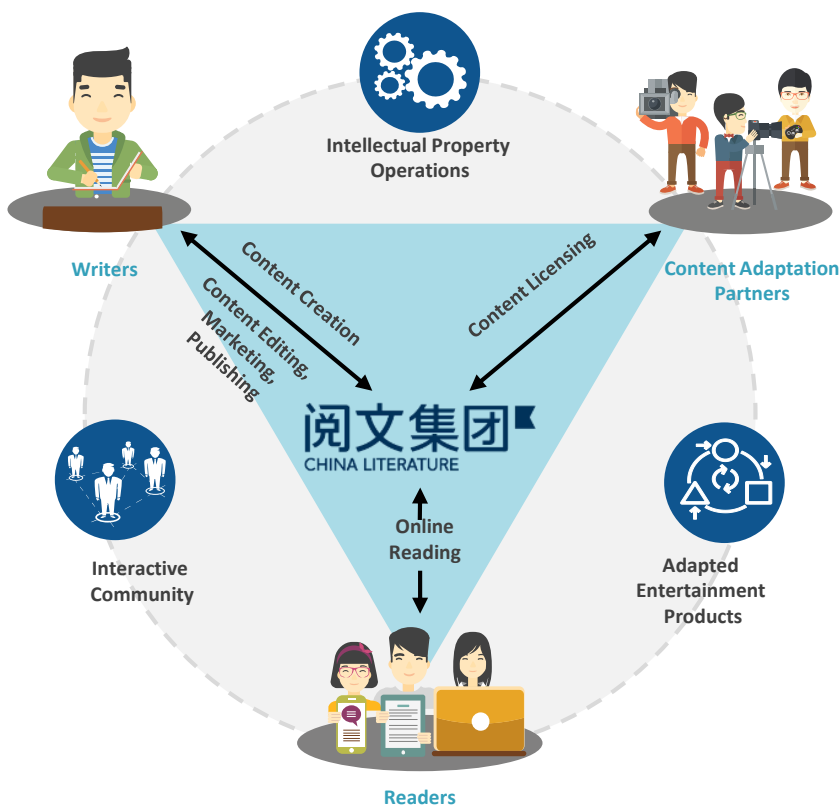 Intellectual Property
Operations
Writers
Content Adaptation
Partners
Content Creation
Content Editing,
Marketing,
Publishing
Content Licensing
阅文集团
CHINA LITERATURE
Online
Reading
Interactive
Community
Adapted
Entertainment
Products
Readers